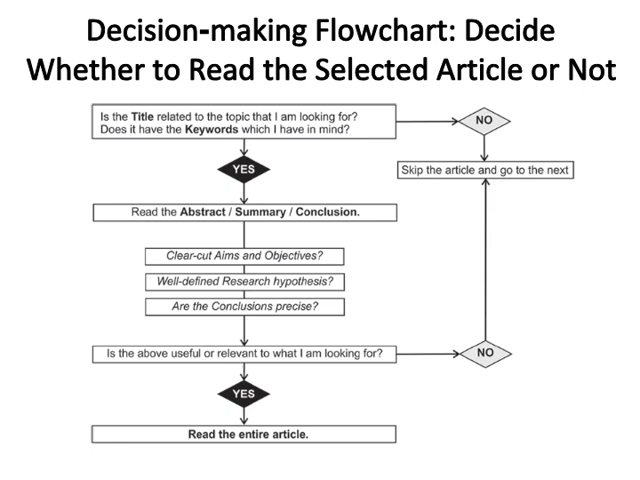 Decision-making Flowchart: Decide
Whether to Read the Selected Article or Not
Is the Title related to the topic that I am looking for?
Does it have the Keywords which I have in mind?
NO
YES
Skip the article and go to the next
Read the Abstract / Summary / Conclusion.
Clear-cut Aims and Objectives?
Well-defined Research hypothesis?
Are the Conclusions precise?
Is the above useful or relevant to what I am looking for?
NO
YES
Read the entire article.